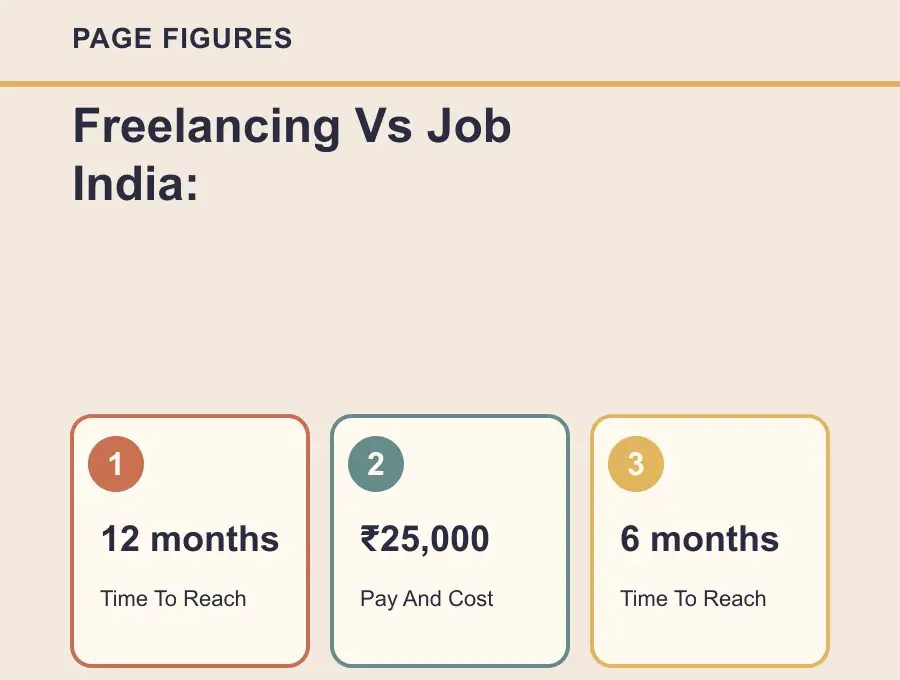 PAGE FIGURES
Freelancing Vs Job
India:
1
12 months
Time To Reach
2
₹25,000
Pay And Cost
3
6 months
Time To Reach